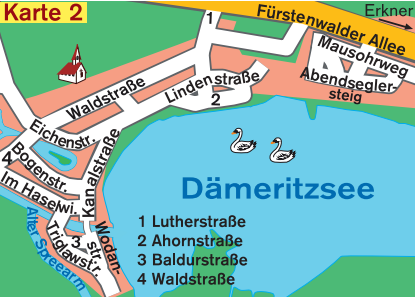 Karte 2
Erkner
Fürstenwalder Allee
1
Mausohrweg
Abendsegler-
steig
Lindenstraße
2
Waldstraße
Eichenstr.
Kanalstraße
4
Bogenstr.
Im Haselwi.
Alter Spreearm
3
Triglawstr.
Wodan-
str.
Dämeritzsee
1 Lutherstraße
2 Ahornstraße
3 Baldurstraße
4 Waldstraße